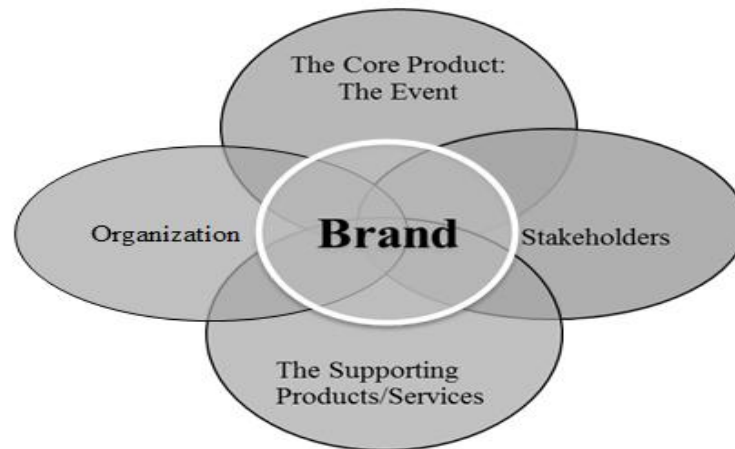 The Core Product:
The Event
Organization
Brand
Stakeholders
The Supporting
Products/Services